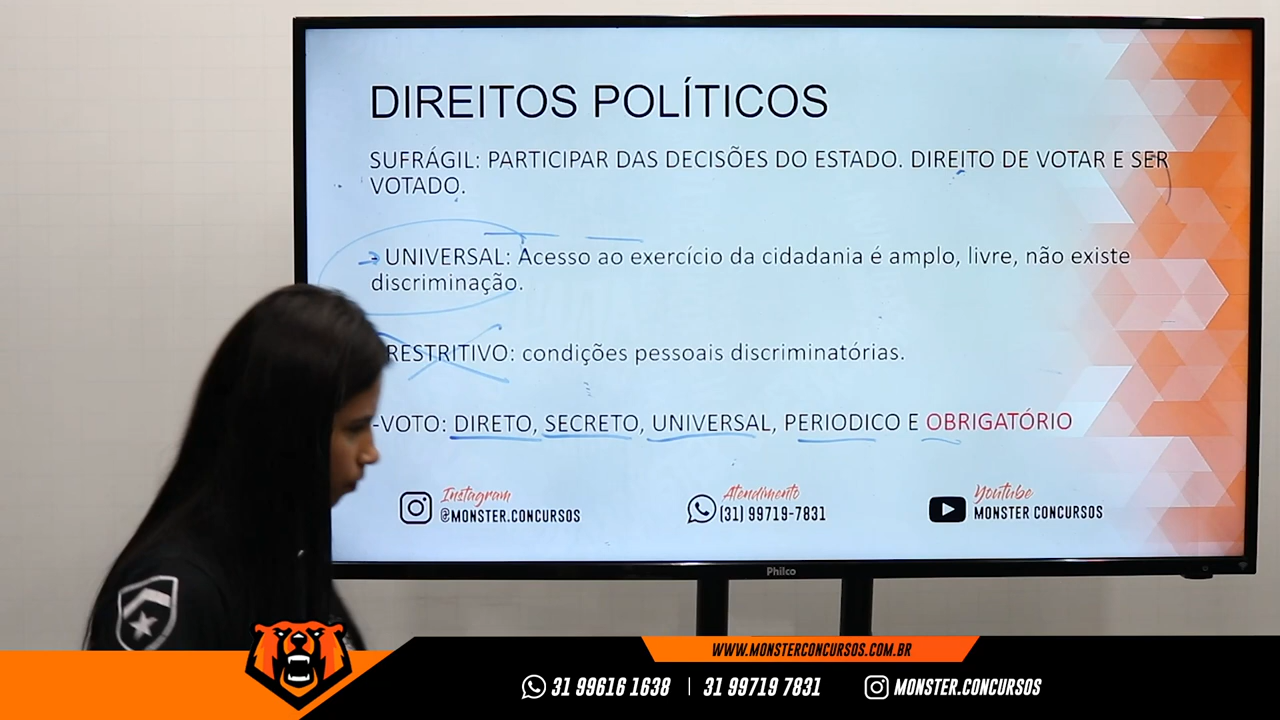 DIREITOS POLÍTICOS
SUFRÁGIL: PARTICIPAR DAS DECISÕES DO ESTADO. DIREITO DE VOTAR E SER
VOTADO.
UNIVERSAL: Acesso ao exercício da cidadania é amplo, livre, não existe
discriminação.
RESTRITIVO: condições pessoais discriminatórias.
-VOTO: DIRETO, SECRETO, UNIVERSAL, PERIODICO E OBRIGATÓRIO
Instagram
@MONSTER.CONCURSOS
Atendimento
(31) 99719-7831
Youtube
MONSTER CONCURSOS
Philco
WWW.MONSTERCONCURSOS.COM.BR
31 99616 1638 | 31 99719 7831 MONSTER.CONCURSOS